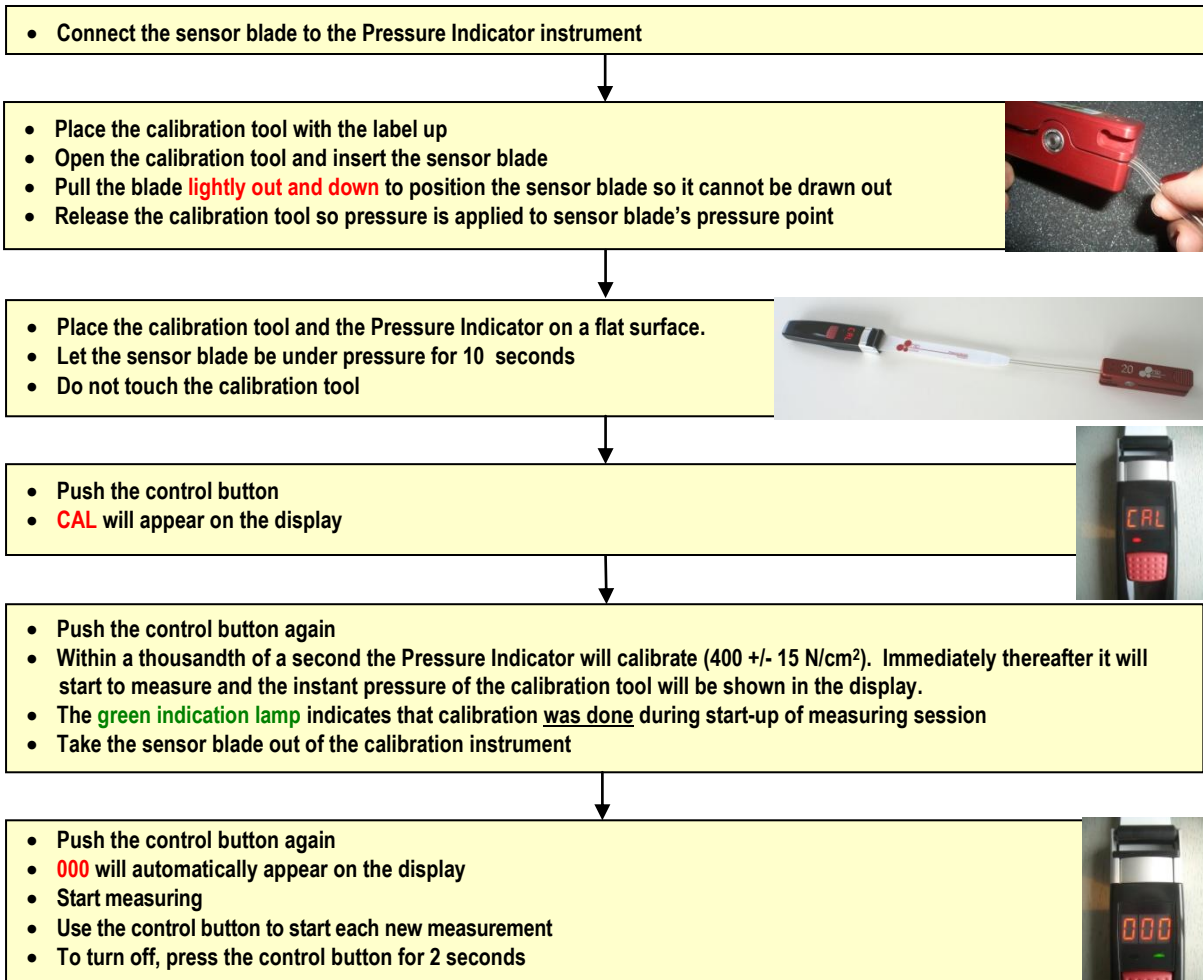 • Connect the sensor blade to the Pressure Indicator instrument
• Place the calibration tool with the label up
• Open the calibration tool and insert the sensor blade
• Pull the blade lightly out and down to position the sensor blade so it cannot be drawn out
• Release the calibration tool so pressure is applied to sensor blade's pressure point
• Place the calibration tool and the Pressure Indicator on a flat surface.
• Let the sensor blade be under pressure for 10 seconds
• Do not touch the calibration tool
CAL
20
• Push the control button
• CAL will appear on the display
CAL
• Push the control button again
• Within a thousandth of a second the Pressure Indicator will calibrate (400 +/- 15 N/cm²). Immediately thereafter it will
start to measure and the instant pressure of the calibration tool will be shown in the display.
• The green indication lamp indicates that calibration was done during start-up of measuring session
• Take the sensor blade out of the calibration instrument
• Push the control button again
• 000 will automatically appear on the display
• Start measuring
• Use the control button to start each new measurement
• To turn off, press the control button for 2 seconds
000